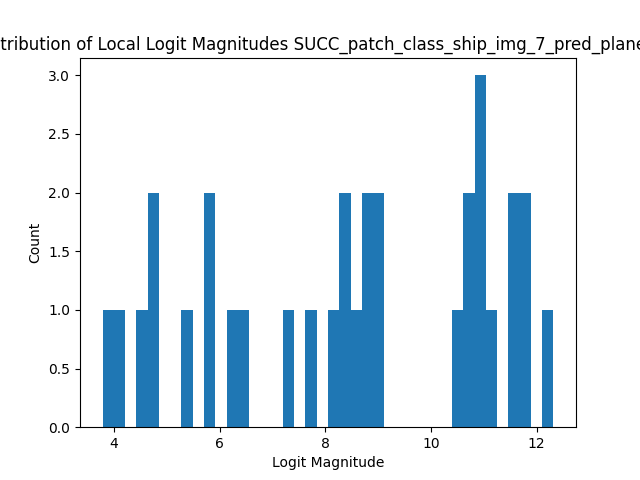 tribution of Local Logit Magnitudes SUCC_patch_class_ship_img_7_pred_plane
3.0
2.5
2.0
1.5
1.0
0.5
0.0
Count
4 6 8 10 12
Logit Magnitude